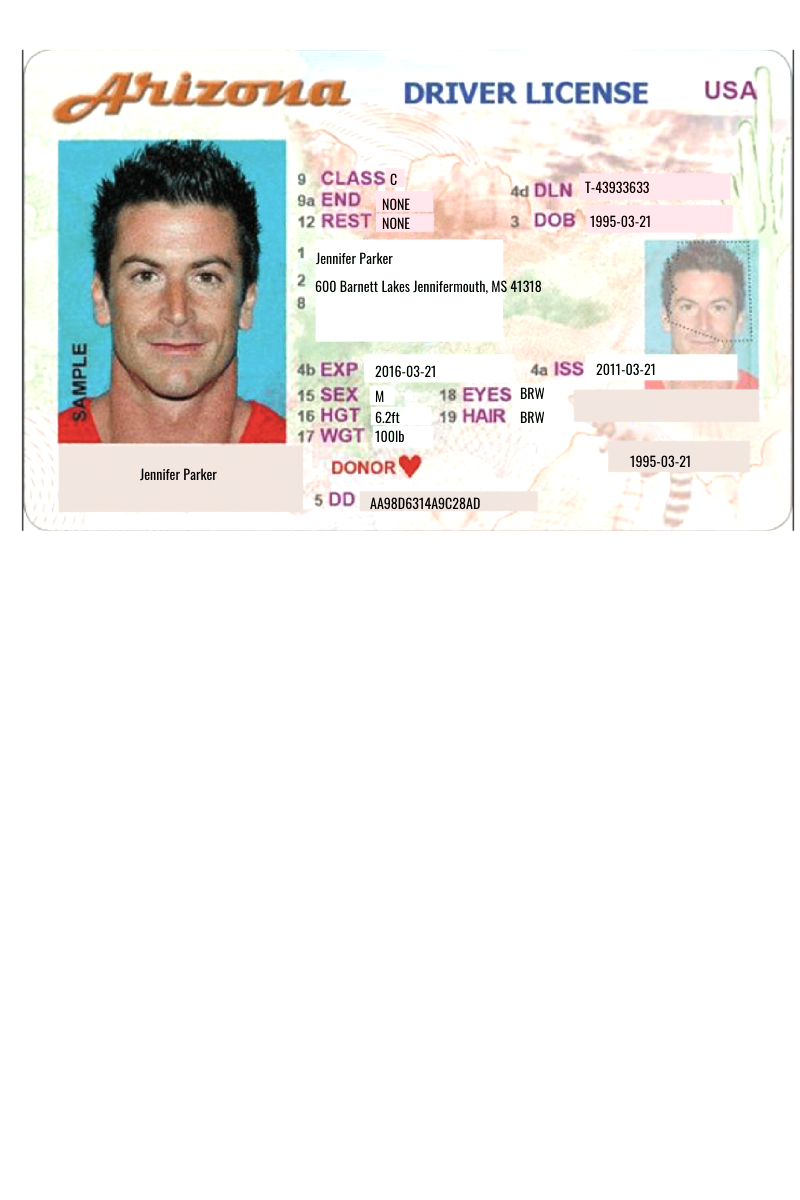 Arizona DRIVER LICENSE USA
9 CLASS C
4d DLN T-43933633
9a END NONE
12 REST NONE
3 DOB 1995-03-21
1 Jennifer Parker
2 600 Barnett Lakes Jennifermouth, MS 41318
8
4b EXP 2016-03-21
4a ISS 2011-03-21
15 SEX M
18 EYES BRW
16 HGT 6.2ft
19 HAIR BRW
17 WGT 100lb
SAMPLE
DONOR
1995-03-21
Jennifer Parker
5 DD AA98D6314A9C28AD